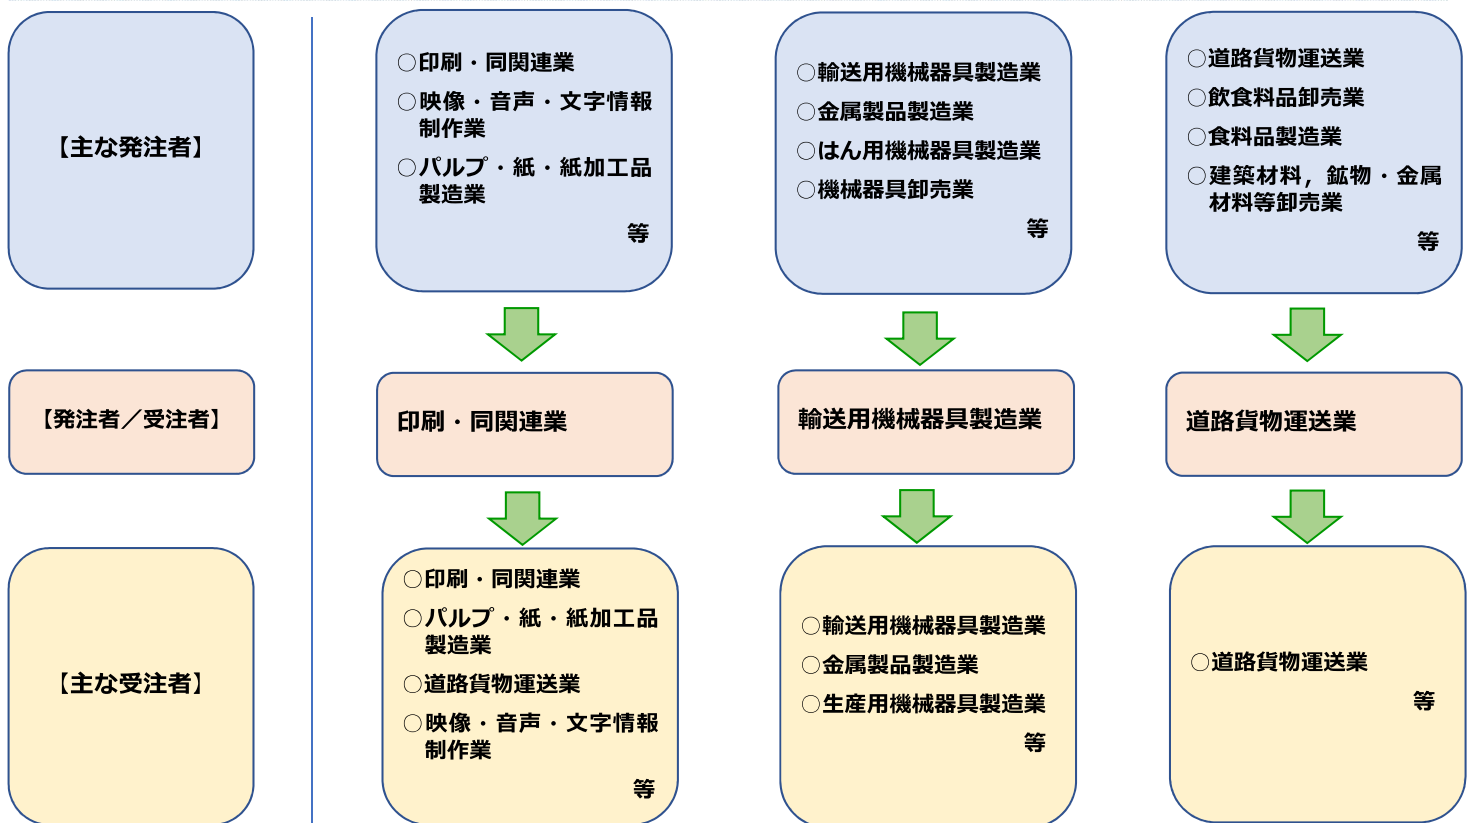 【主な発注者】
○印刷・同関連業
○映像・音声・文字情報
制作業
○パルプ・紙・紙加工品
製造業
等
○輸送用機械器具製造業
○金属製品製造業
○はん用機械器具製造業
○機械器具卸売業
等
○道路貨物運送業
○飲食料品卸売業
○食料品製造業
○建築材料，鉱物・金属
材料等卸売業
等
【発注者／受注者】
印刷・同関連業
輸送用機械器具製造業
道路貨物運送業
【主な受注者】
○印刷・同関連業
○パルプ・紙・紙加工品
製造業
○道路貨物運送業
○映像・音声・文字情報
制作業
等
○輸送用機械器具製造業
○金属製品製造業
○生産用機械器具製造業
等
○道路貨物運送業
等